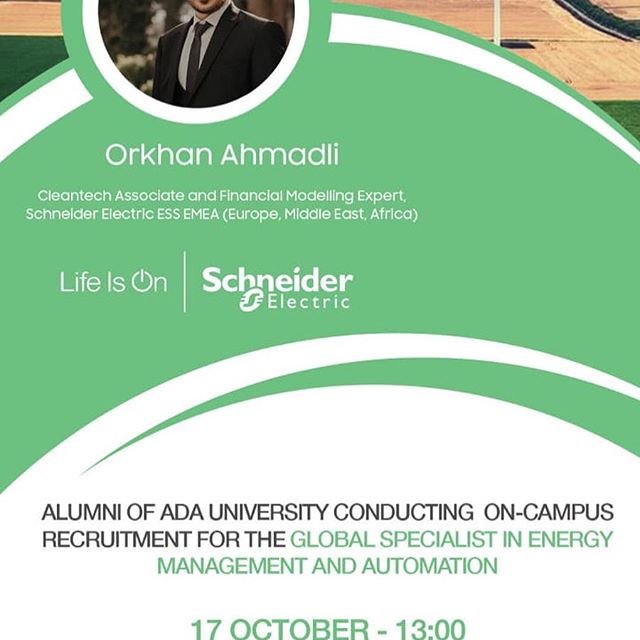 Orkhan Ahmadli
Cleantech Associate and Financial Modelling Expert,
Schneider Electric ESS EMEA (Europe, Middle East, Africa)
Life Is On
Schneider
Electric
ALUMNI OF ADA UNIVERSITY CONDUCTING ON-CAMPUS
RECRUITMENT FOR THE GLOBAL SPECIALIST IN ENERGY
MANAGEMENT AND AUTOMATION
17 OCTOBER - 13:00